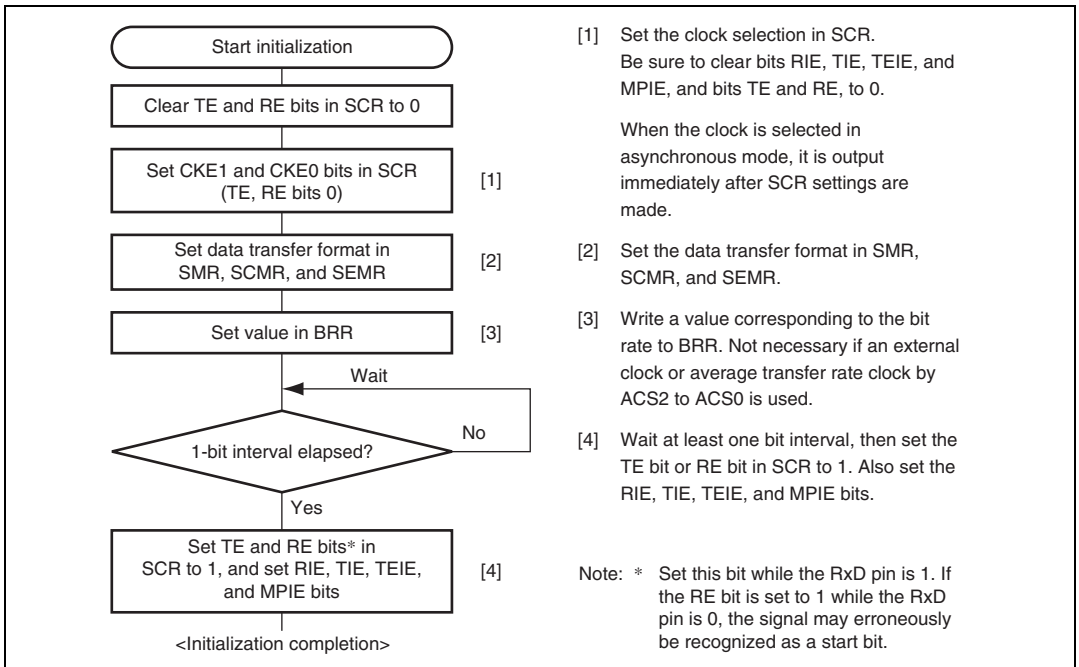 Start initialization
Clear TE and RE bits in SCR to 0
Set CKE1 and CKE0 bits in SCR
(TE, RE bits 0)
[1]
Set data transfer format in
SMR, SCMR, and SEMR
[2]
Set value in BRR
[3]
Wait
1-bit interval elapsed?
No
Yes
Set TE and RE bits* in
SCR to 1, and set RIE, TIE, TEIE,
and MPIE bits
[4]
<Initialization completion>
[1] Set the clock selection in SCR.
Be sure to clear bits RIE, TIE, TEIE, and
MPIE, and bits TE and RE, to 0.
When the clock is selected in
asynchronous mode, it is output
immediately after SCR settings are
made.
[2] Set the data transfer format in SMR,
SCMR, and SEMR.
[3] Write a value corresponding to the bit
rate to BRR. Not necessary if an external
clock or average transfer rate clock by
ACS2 to ACS0 is used.
[4] Wait at least one bit interval, then set the
TE bit or RE bit in SCR to 1. Also set the
RIE, TIE, TEIE, and MPIE bits.
Note: * Set this bit while the RxD pin is 1. If
the RE bit is set to 1 while the RxD
pin is 0, the signal may erroneously
be recognized as a start bit.